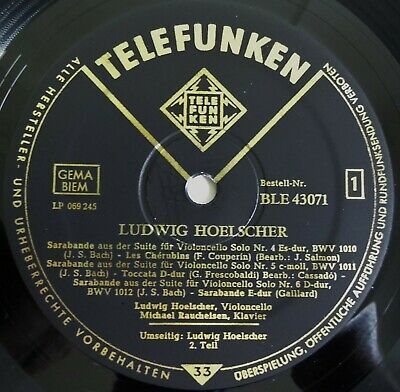 TELEFUNKEN
TELE
FUN
KEN
ALLE HERSTELLER- UND URHEBERRECHTE VORBEHALTEN
GEMA
BIEM
LP 069 245
Bestell-Nr.
BLE 43071
1
LUDWIG HOELSCHER
Sarabande aus der Suite für Violoncello Solo Nr. 4 Es-dur, BWV 1010
(J. S. Bach) - Les Chérubins (F. Couperin) (Bearb.: J. Salmon)
Sarabande aus der Suite für Violoncello Solo Nr. 5 c-moll, BWV 1011
(J. S. Bach) - Toccata D-dur (G. Frescobaldi) Bearb.: Cassadó) -
Sarabande aus der Suite für Violoncello Solo Nr. 6 D-dur,
BWV 1012 (J. S. Bach) - Sarabande E-dur (Gaillard)
Ludwig Hoelscher, Violoncello
Michael Raucheisen, Klavier
Umseitig: Ludwig Hoelscher
2. Teil
33
ÜBERSPIELUNG, ÖFFENTLICHE AUFFÜHRUNG UND RUNDFUNKSENDUNG VERBOTEN